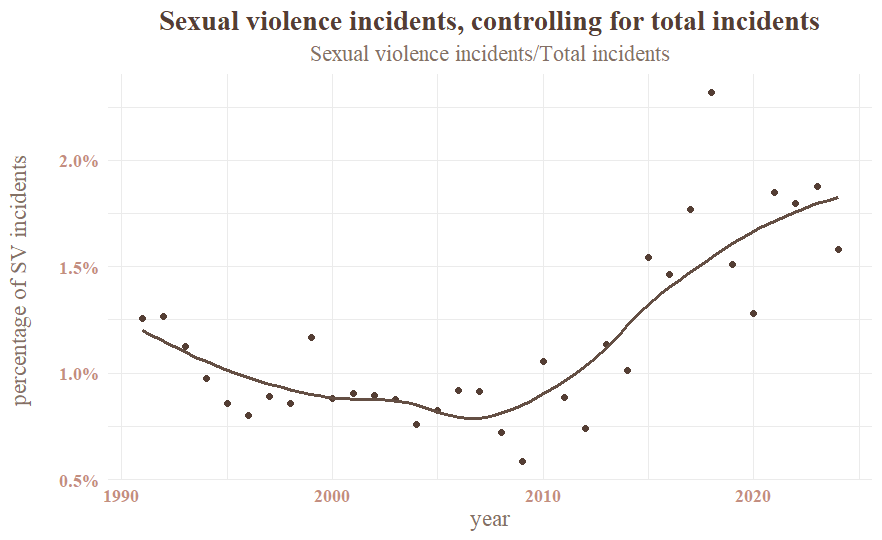 Sexual violence incidents, controlling for total incidents
Sexual violence incidents/Total incidents
percentage of SV incidents
2.0%
1.5%
1.0%
0.5%
1990 2000 2010 2020
year